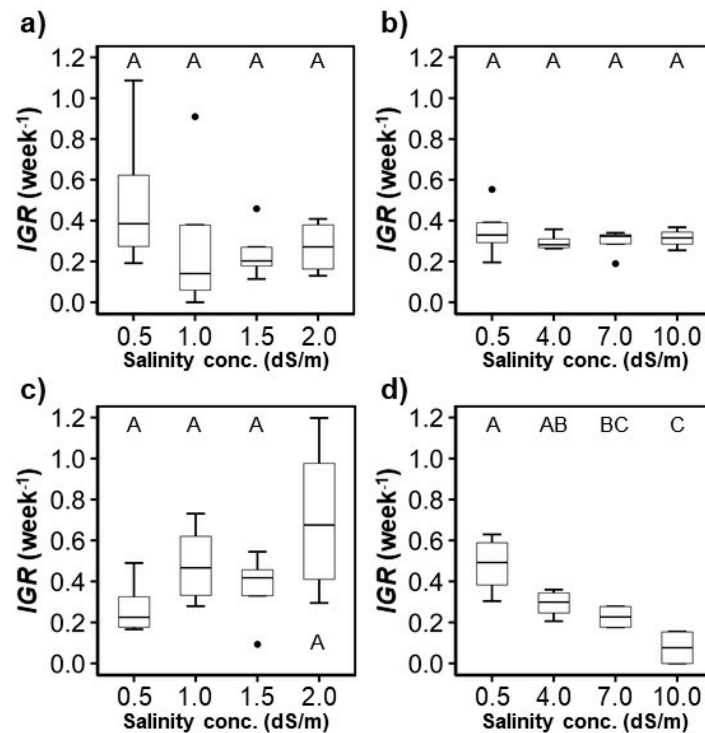 a)
A A A A
1.2
1.0
0.8
0.6
0.4
0.2
0.0
IGR (week⁻¹)
0.5 1.0 1.5 2.0
Salinity conc. (dS/m)
b)
A A A A
1.2
1.0
0.8
0.6
0.4
0.2
0.0
IGR (week⁻¹)
0.5 4.0 7.0 10.0
Salinity conc. (dS/m)
c)
A A A
1.2
1.0
0.8
0.6
0.4
0.2
0.0
IGR (week⁻¹)
A
0.5 1.0 1.5 2.0
Salinity conc. (dS/m)
d)
A AB BC C
1.2
1.0
0.8
0.6
0.4
0.2
0.0
IGR (week⁻¹)
0.5 4.0 7.0 10.0
Salinity conc. (dS/m)